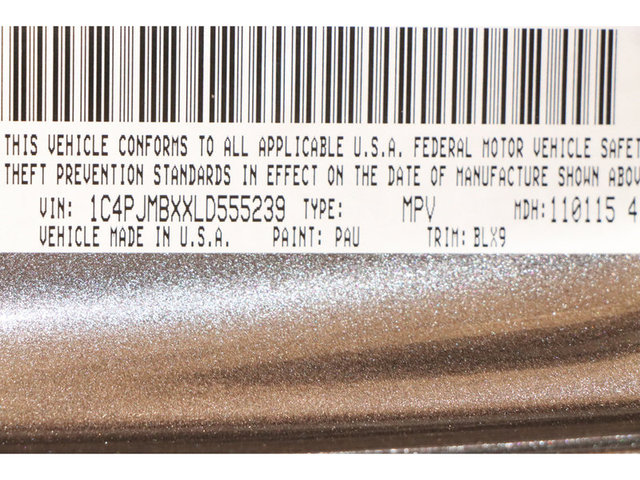 THIS VEHICLE CONFORMS TO ALL APPLICABLE U.S.A. FEDERAL MOTOR VEHICLE SAFET
THEFT PREVENTION STANDARDS IN EFFECT ON THE DATE OF MANUFACTURE SHOWN ABOV
VIN: 1C4PJMBXXLD555239 TYPE: MPV MDH:110115 4
VEHICLE MADE IN U.S.A. PAINT: PAU TRIM: BLX9